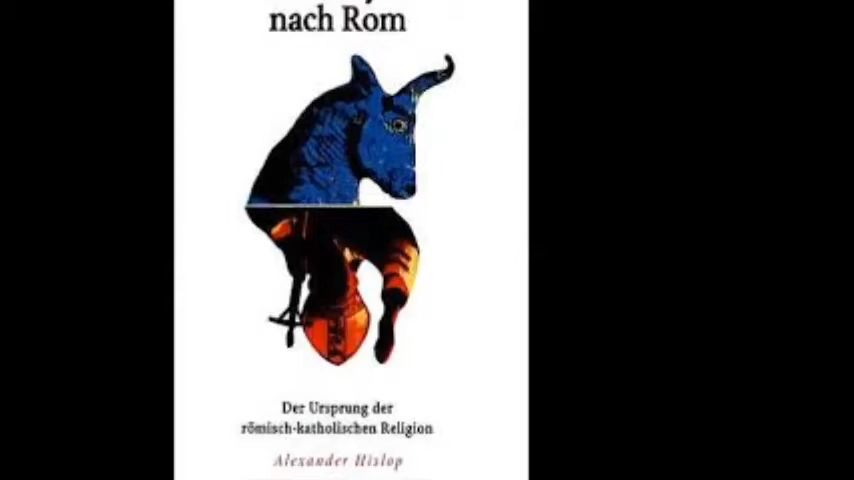 nach Rom
Der Ursprung der
römisch-katholischen Religion
Alexander Hislop